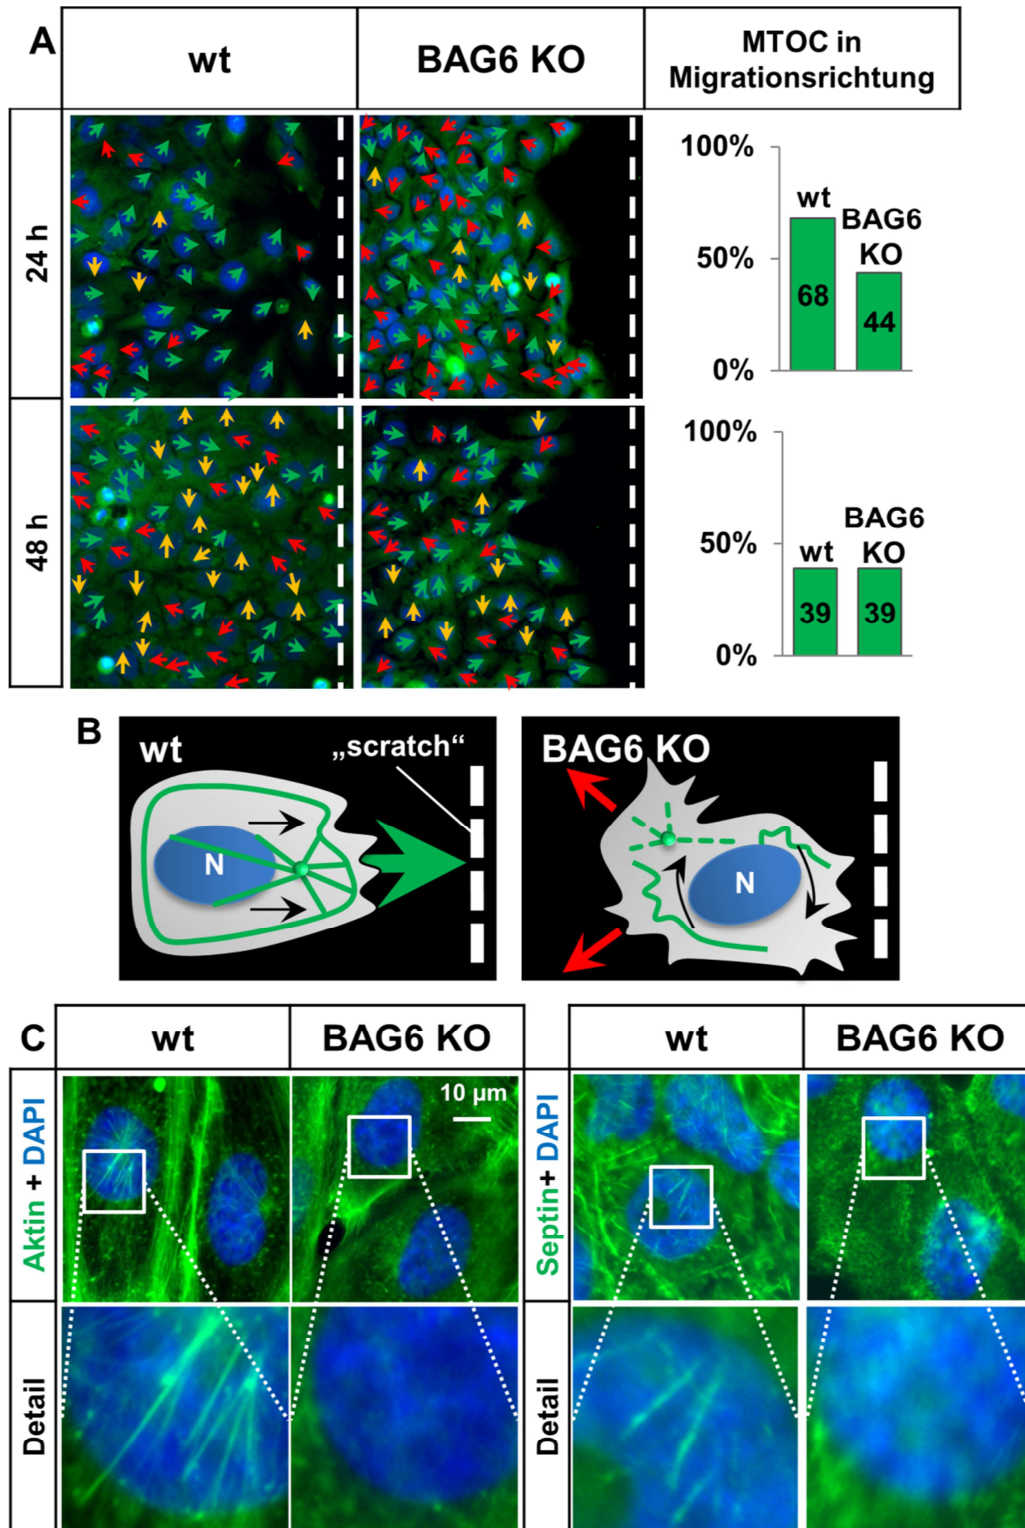 A
wt
BAG6 KO
MTOC in
Migrationsrichtung
24 h
100%
50%
0%
wt
BAG6
KO
68
44
48 h
100%
50%
0%
wt
BAG6
KO
39
39
B
wt
„scratch“
N
BAG6 KO
N
C
wt
BAG6 KO
wt
BAG6 KO
Aktin + DAPI
10 µm
Septin+ DAPI
Detail
Detail